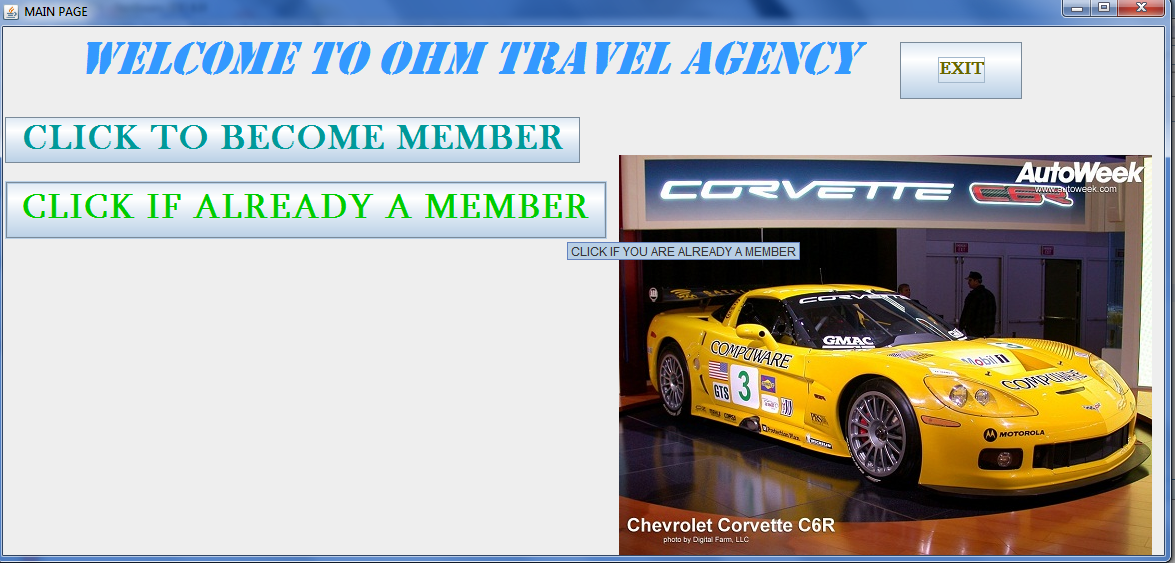 MAIN PAGE
WELCOME TO OHM TRAVEL AGENCY
EXIT
CLICK TO BECOME MEMBER
CLICK IF ALREADY A MEMBER
CLICK IF YOU ARE ALREADY A MEMBER
AutoWeek
www.autoweek.com
CORVETTE C6R
CORVETTE
GMAC
COMPUWARE
Mobil 1
COMPUWARE
GTS
3
MOTOROLA
Chevrolet Corvette C6R
photo by Digital Farm, LLC